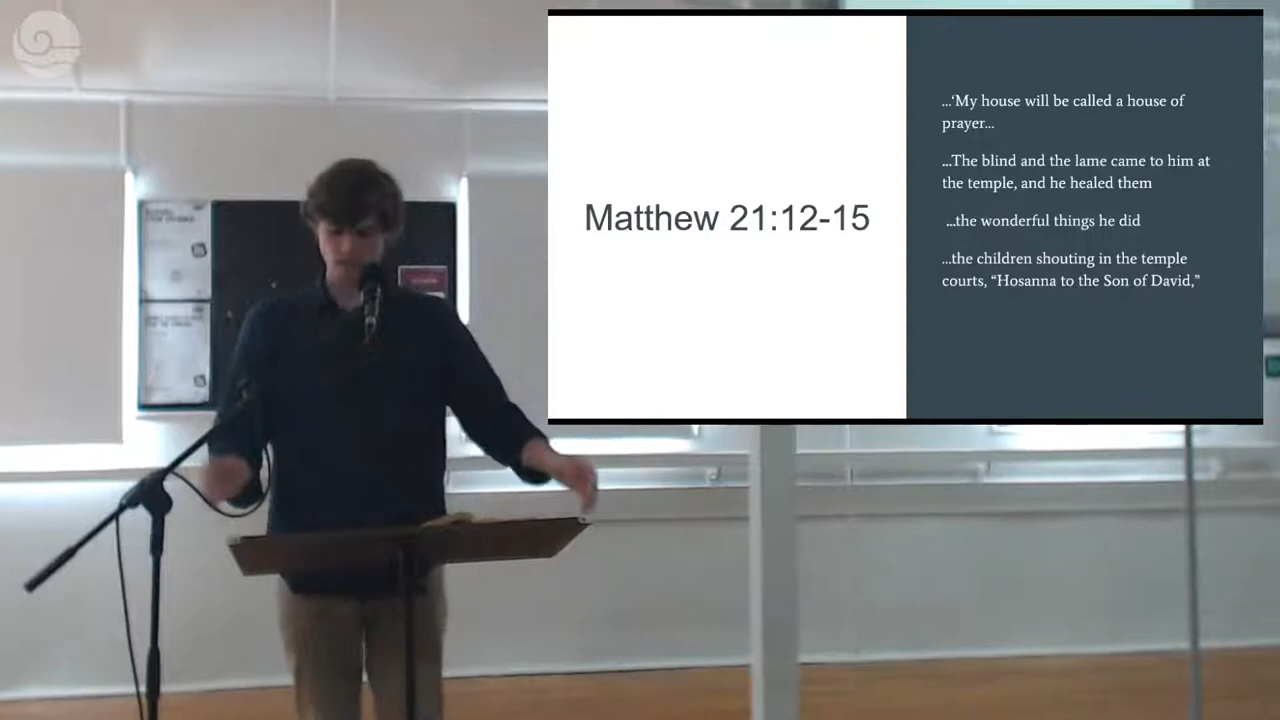 Matthew 21:12-15
...‘My house will be called a house of
prayer...
...The blind and the lame came to him at
the temple, and he healed them
...the wonderful things he did
...the children shouting in the temple
courts, “Hosanna to the Son of David,”